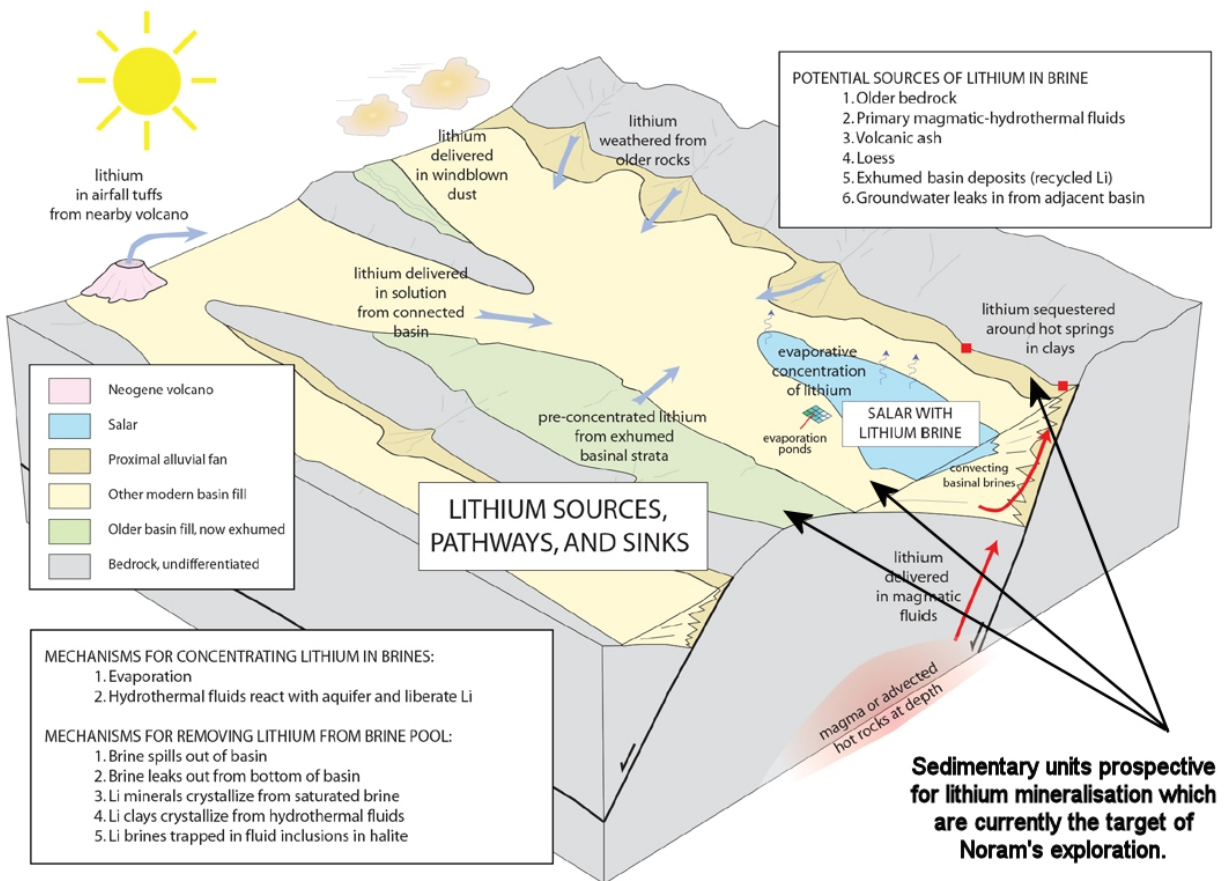 POTENTIAL SOURCES OF LITHIUM IN BRINE
1. Older bedrock
2. Primary magmatic-hydrothermal fluids
3. Volcanic ash
4. Loess
5. Exhumed basin deposits (recycled Li)
6. Groundwater leaks in from adjacent basin
lithium
weathered from
older rocks
lithium
delivered
in windblown
dust
lithium
in airfall tuffs
from nearby volcano
lithium delivered
in solution
from connected
basin
lithium sequestered
around hot springs
in clays
evaporative
concentration
of lithium
SALAR WITH
LITHIUM BRINE
evaporation
ponds
pre-concentrated lithium
from exhumed
basinal strata
convecting
basinal brines
Neogene volcano
Salar
Proximal alluvial fan
Other modern basin fill
Older basin fill, now exhumed
Bedrock, undifferentiated
LITHIUM SOURCES,
PATHWAYS, AND SINKS
lithium
delivered
in magmatic
fluids
magma or advected
hot rocks at depth
MECHANISMS FOR CONCENTRATING LITHIUM IN BRINES:
1. Evaporation
2. Hydrothermal fluids react with aquifer and liberate Li
MECHANISMS FOR REMOVING LITHIUM FROM BRINE POOL:
1. Brine spills out of basin
2. Brine leaks out from bottom of basin
3. Li minerals crystallize from saturated brine
4. Li clays crystallize from hydrothermal fluids
5. Li brines trapped in fluid inclusions in halite
Sedimentary units prospective
for lithium mineralisation which
are currently the target of
Noram's exploration.